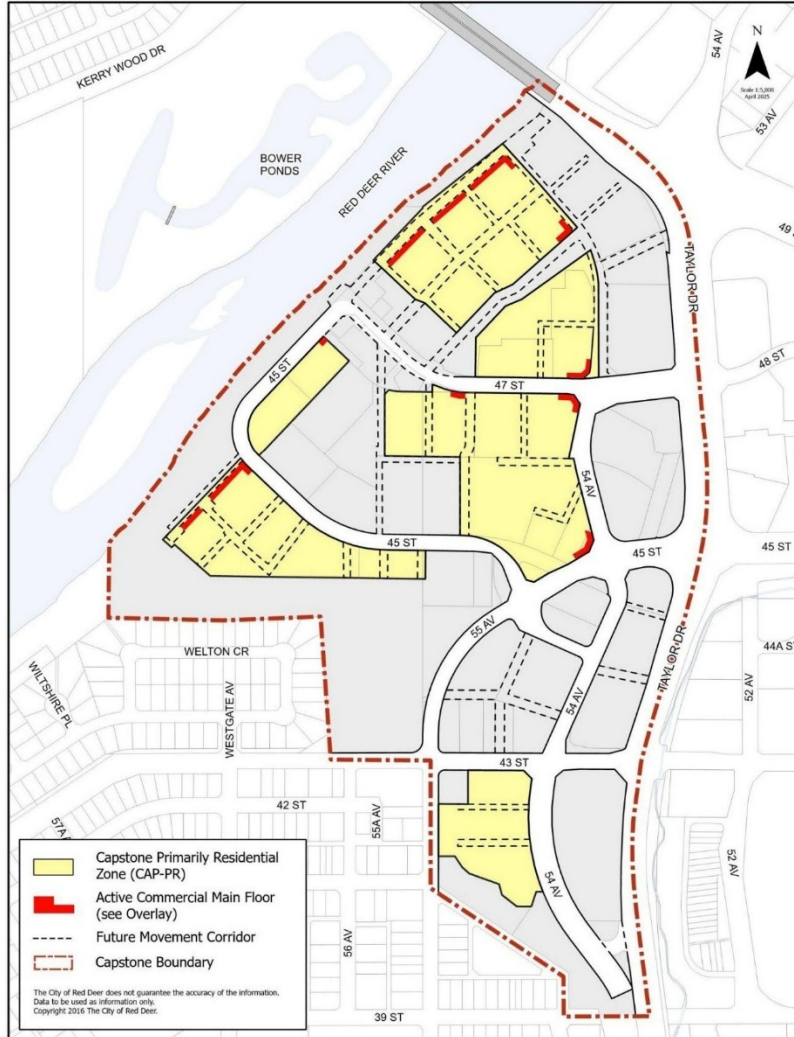 KERRY WOOD DR
54 AV
N
Scale 1:5,000
April 2025
53 AV
BOWER
PONDS
RED DEER RIVER
TAYLOR DR
48 ST
45 ST
47 ST
54 AV
45 ST
45 ST
45 ST
55 AV
WELTON CR
44A ST
WILTSHIRE PL
WESTGATE AV
54 AV
TAYLOR DR
52 AV
43 ST
42 ST
55A AV
54 AV
52 AV
56 AV
39 ST
Capstone Primarily Residential
Zone (CAP-PR)
Active Commercial Main Floor
(see Overlay)
Future Movement Corridor
Capstone Boundary
The City of Red Deer does not guarantee the accuracy of the information.
Data to be used as information only.
Copyright 2016 The City of Red Deer.